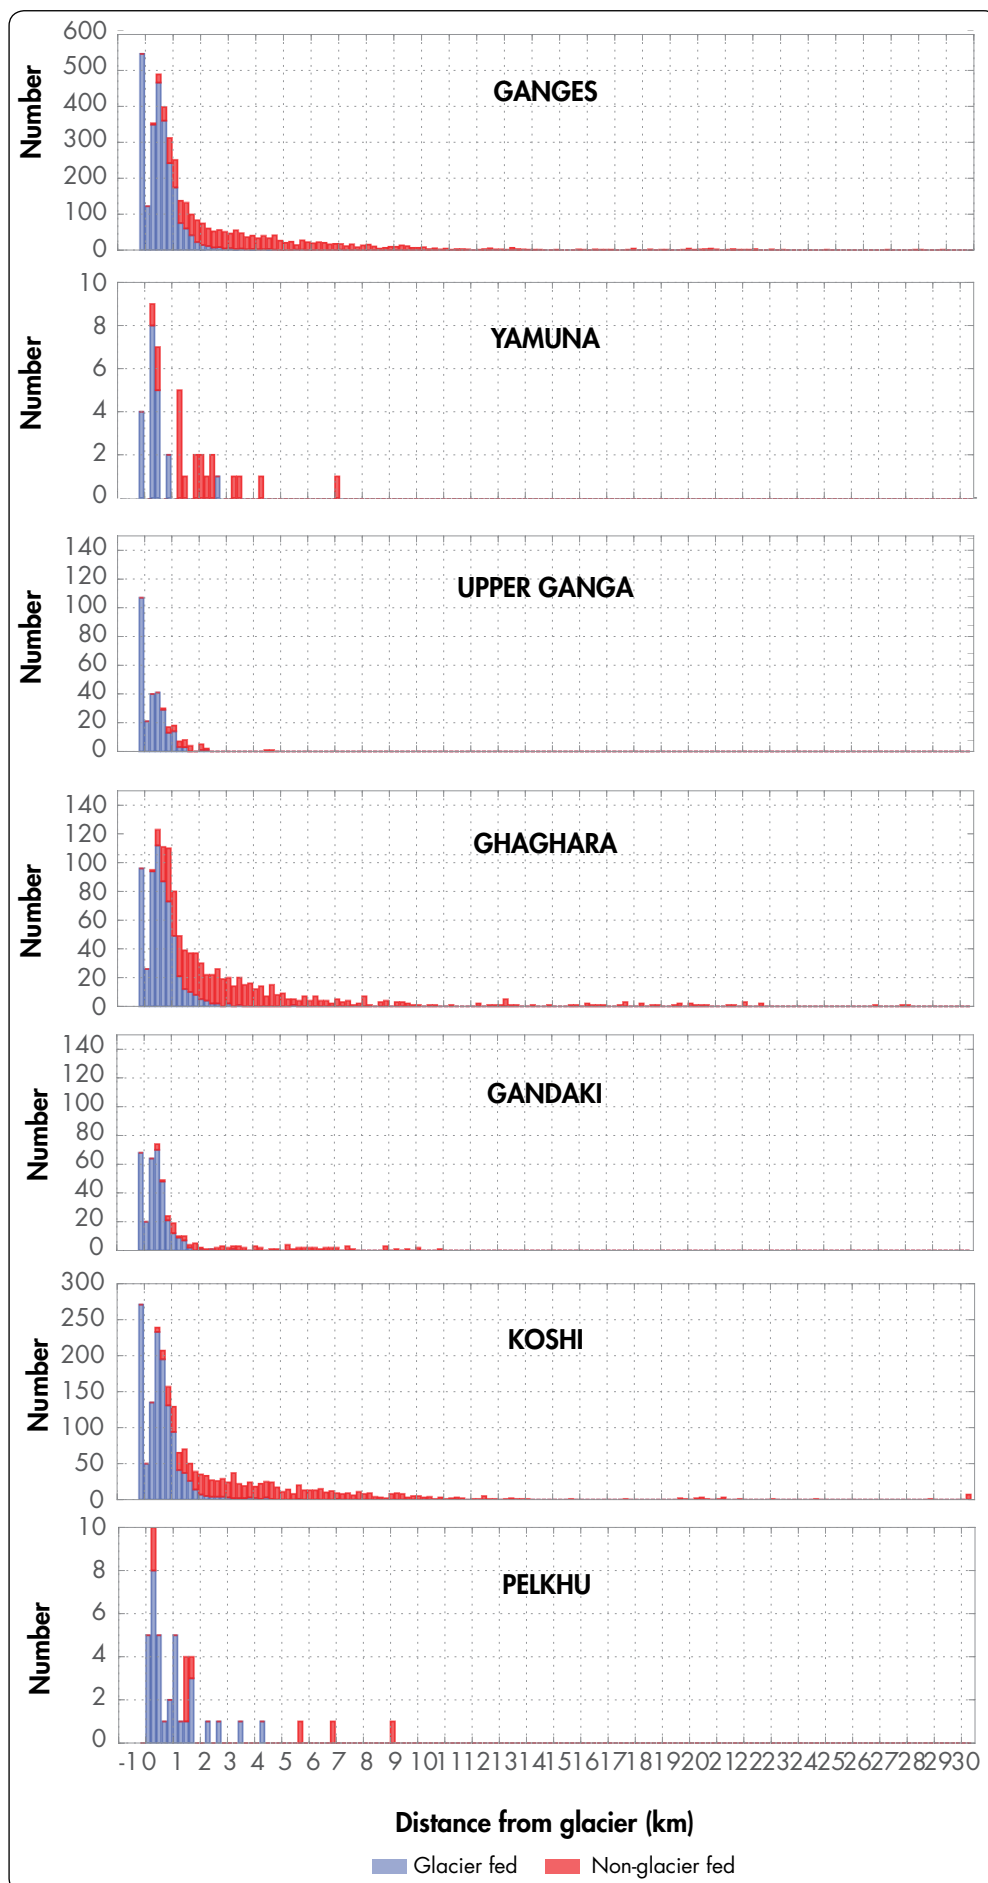 GANGES
Number
600
500
400
300
200
100
0
YAMUNA
Number
10
8
6
4
2
0
UPPER GANGA
Number
140
120
100
80
60
40
20
0
GHAGHARA
Number
140
120
100
80
60
40
20
0
GANDAKI
Number
140
120
100
80
60
40
20
0
KOSHI
Number
300
250
200
150
100
50
0
PELKHU
Number
10
8
6
4
2
0
-1 0 1 2 3 4 5 6 7 8 9 10 11 12 13 14 15 16 17 18 19 20 21 22 23 24 25 26 27 28 29 30
Distance from glacier (km)
Glacier fed Non-glacier fed